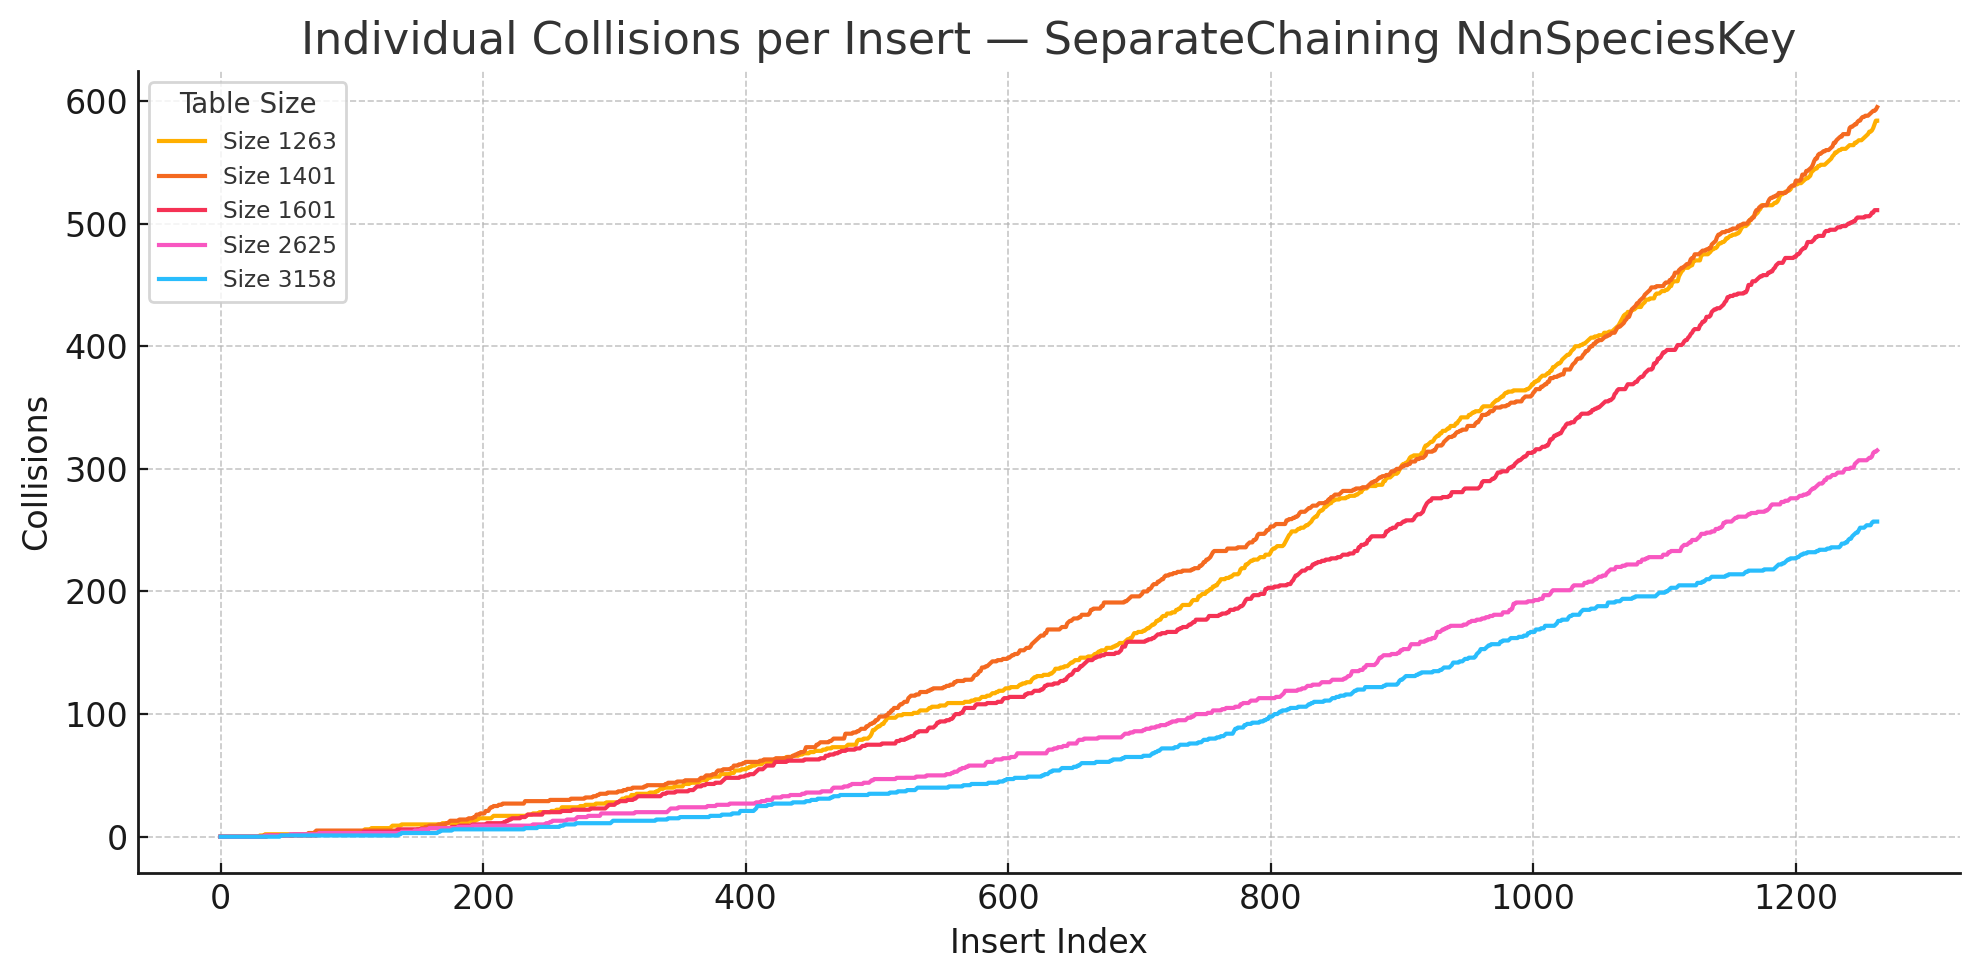 Individual Collisions per Insert — SeparateChaining NdnSpeciesKey
Table Size
Size 1263
Size 1401
Size 1601
Size 2625
Size 3158
Collisions
600
500
400
300
200
100
0
0 200 400 600 800 1000 1200
Insert Index